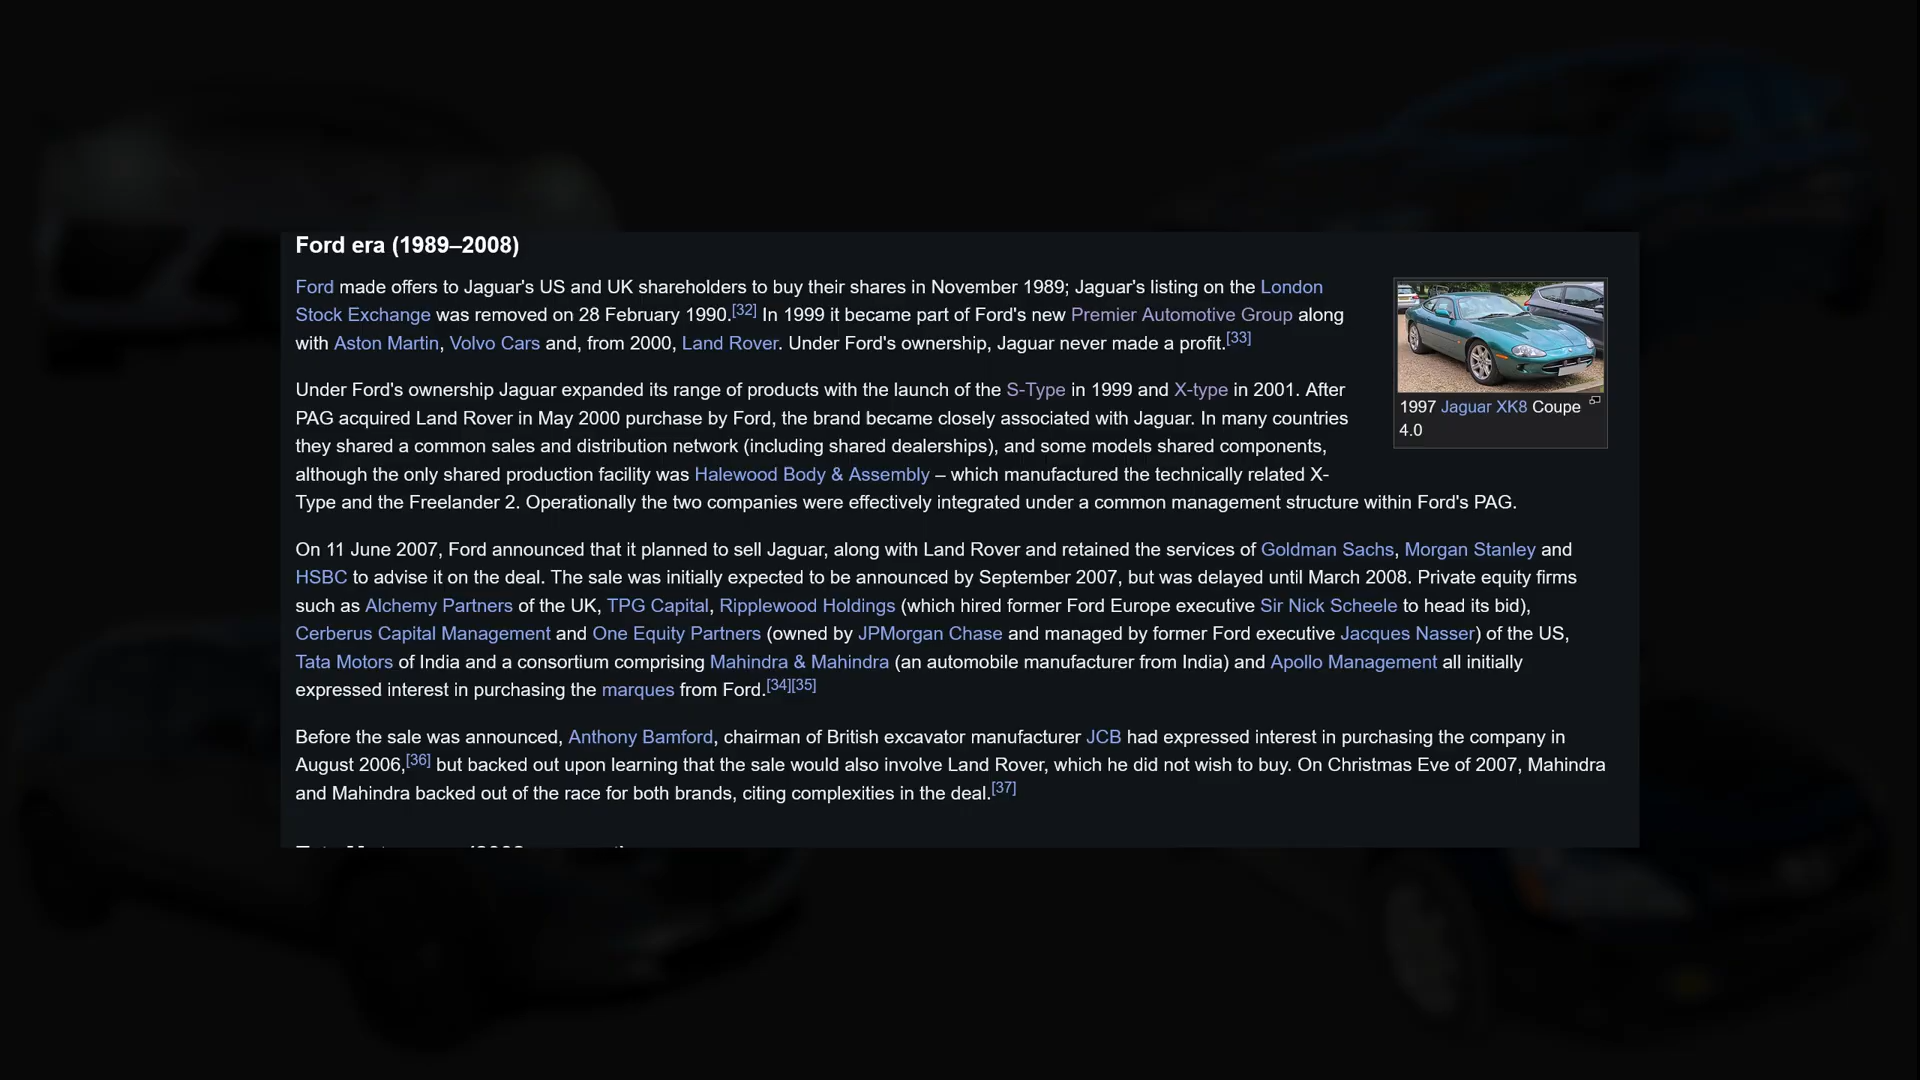 Ford era (1989–2008)
Ford made offers to Jaguar's US and UK shareholders to buy their shares in November 1989; Jaguar's listing on the London
Stock Exchange was removed on 28 February 1990.[32] In 1999 it became part of Ford's new Premier Automotive Group along
with Aston Martin, Volvo Cars and, from 2000, Land Rover. Under Ford's ownership, Jaguar never made a profit.[33]
1997 Jaguar XK8 Coupe
4.0
Under Ford's ownership Jaguar expanded its range of products with the launch of the S-Type in 1999 and X-type in 2001. After
PAG acquired Land Rover in May 2000 purchase by Ford, the brand became closely associated with Jaguar. In many countries
they shared a common sales and distribution network (including shared dealerships), and some models shared components,
although the only shared production facility was Halewood Body & Assembly – which manufactured the technically related X-
Type and the Freelander 2. Operationally the two companies were effectively integrated under a common management structure within Ford's PAG.
On 11 June 2007, Ford announced that it planned to sell Jaguar, along with Land Rover and retained the services of Goldman Sachs, Morgan Stanley and
HSBC to advise it on the deal. The sale was initially expected to be announced by September 2007, but was delayed until March 2008. Private equity firms
such as Alchemy Partners of the UK, TPG Capital, Ripplewood Holdings (which hired former Ford Europe executive Sir Nick Scheele to head its bid),
Cerberus Capital Management and One Equity Partners (owned by JPMorgan Chase and managed by former Ford executive Jacques Nasser) of the US,
Tata Motors of India and a consortium comprising Mahindra & Mahindra (an automobile manufacturer from India) and Apollo Management all initially
expressed interest in purchasing the marques from Ford.[34][35]
Before the sale was announced, Anthony Bamford, chairman of British excavator manufacturer JCB had expressed interest in purchasing the company in
August 2006,[36] but backed out upon learning that the sale would also involve Land Rover, which he did not wish to buy. On Christmas Eve of 2007, Mahindra
and Mahindra backed out of the race for both brands, citing complexities in the deal.[37]